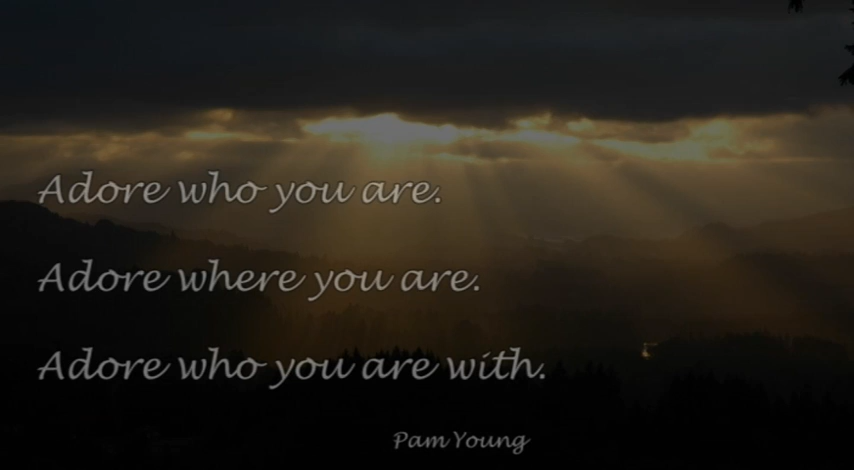 Adore who you are.
Adore where you are.
Adore who you are with.
Pam Young